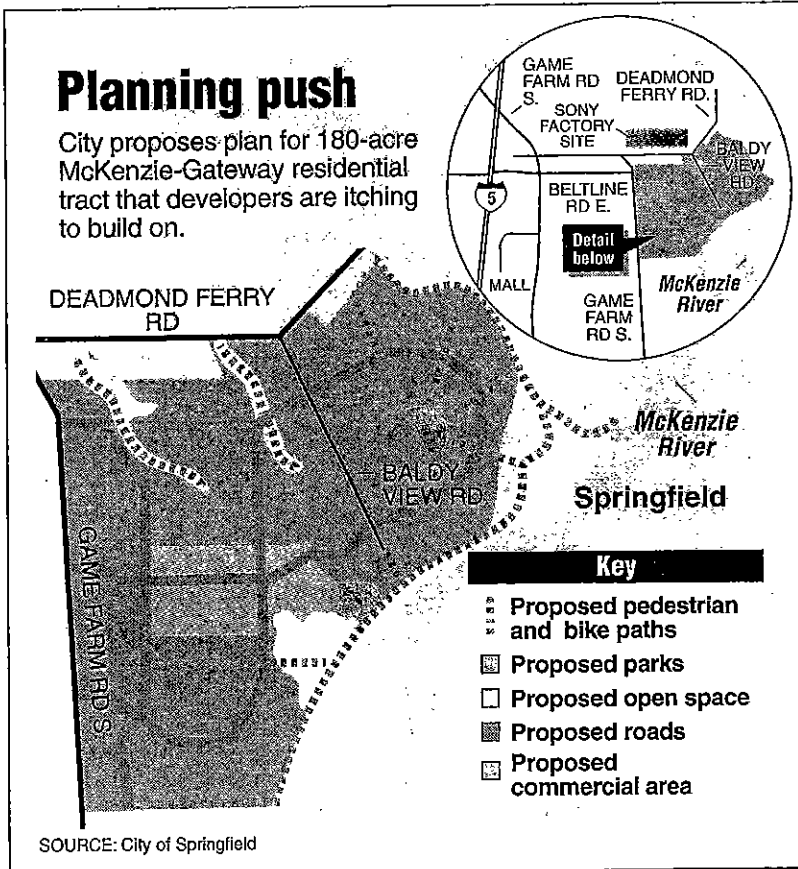 Planning push
City proposes plan for 180-acre
McKenzie-Gateway residential
tract that developers are itching
to build on.
GAME
FARM RD
S.
DEADMOND
FERRY RD.
SONY
FACTORY
SITE
BALDY
VIEW
RD.
5
BELTLINE
RD E.
Detail
below
MALL
GAME
FARM
RD S.
McKenzie
River
DEADMOND FERRY
RD
BALDY
VIEW RD
GAME FARM RD S.
McKenzie
River
Springfield
Key
Proposed pedestrian
and bike paths
Proposed parks
Proposed open space
Proposed roads
Proposed
commercial area
SOURCE: City of Springfield